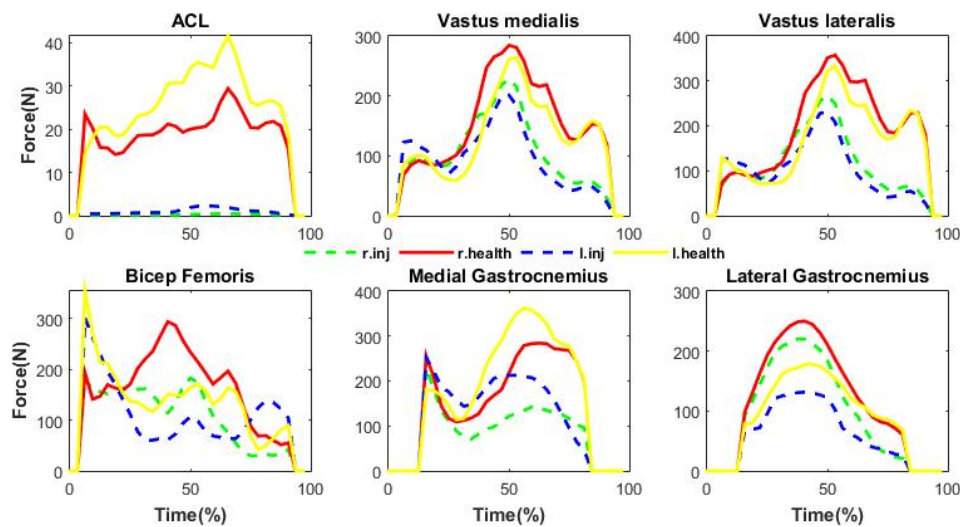 ACL
Vastus medialis
Vastus lateralis
Force(N)
40
30
20
10
0
0 50 100
300
200
100
0
0 50 100
400
300
200
100
0
0 50 100
r.inj r.health l.inj l.health
Bicep Femoris
Medial Gastrocnemius
Lateral Gastrocnemius
Force(N)
300
200
100
0
0 50 100
Time(%)
400
300
200
100
0
0 50 100
Time(%)
300
200
100
0
0 50 100
Time(%)